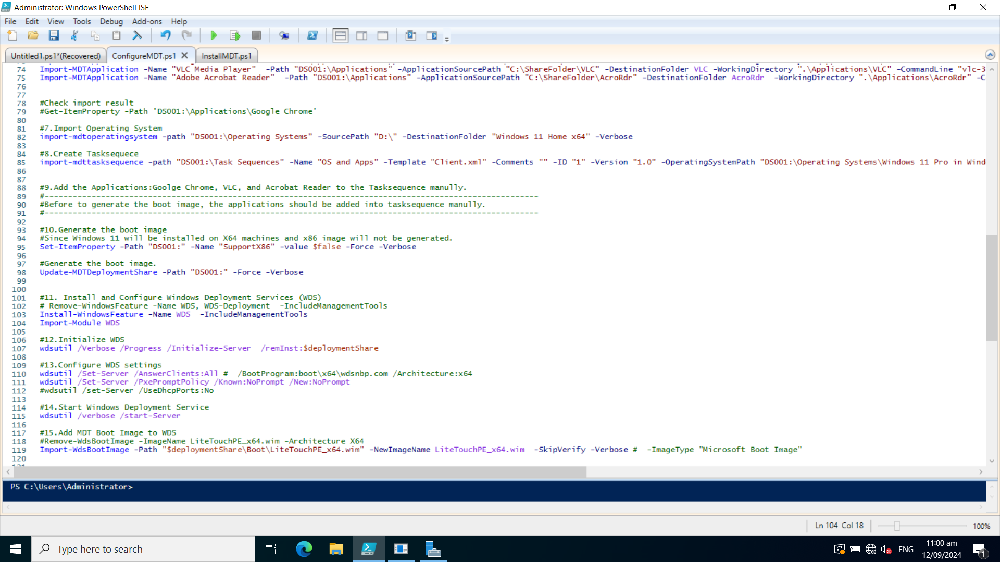 Administrator: Windows PowerShell ISE
File Edit View Tools Debug Add-ons Help
Untitled1.ps1*(Recovered) ConfigureMDT.ps1 InstallMDT.ps1
74 Import-MDTApplication -Name "VLC Media Player"  -Path "DS001:\Applications" -ApplicationSourcePath "C:\ShareFolder\VLC" -DestinationFolder VLC -WorkingDirectory ".\Applications\VLC" -CommandLine "vlc-3
75 Import-MDTApplication -Name "Adobe Acrobat Reader"  -Path "DS001:\Applications" -ApplicationSourcePath "C:\ShareFolder\AcroRdr" -DestinationFolder AcroRdr  -WorkingDirectory ".\Applications\AcroRdr" -C
76
77
78 #Check import result
79 #Get-ItemProperty -Path 'DS001:\Applications\Google Chrome'
80
81 #7.Import Operating System
82 import-mdtoperatingsystem -path "DS001:\Operating Systems" -SourcePath "D:\" -DestinationFolder "Windows 11 Home x64" -Verbose
83
84 #8.Create Tasksequece
85 import-mdttasksequence -path "DS001:\Task Sequences" -Name "OS and Apps" -Template "Client.xml" -Comments "" -ID "1" -Version "1.0" -OperatingSystemPath "DS001:\Operating Systems\Windows 11 Pro in Wind
86
87
88 #9.Add the Applications:Goolge Chrome, VLC, and Acrobat Reader to the Tasksequence manully.
89 #---------------------------------------------------------------------------------------------------------
90 #Before to generate the boot image, the applications should be added into tasksequence manully.
91 #---------------------------------------------------------------------------------------------------------
92
93 #10.Generate the boot image
94 #Since Windows 11 will be installed on X64 machines and x86 image will not be generated.
95 Set-ItemProperty -Path "DS001:" -Name "SupportX86" -value $false -Force -Verbose
96
97 #Generate the boot image.
98 Update-MDTDeploymentShare -Path "DS001:" -Force -Verbose
99
100
101 #11. Install and Configure Windows Deployment Services (WDS)
102 # Remove-WindowsFeature -Name WDS, WDS-Deployment  -IncludeManagementTools
103 Install-WindowsFeature -Name WDS  -IncludeManagementTools
104 Import-Module WDS
105
106 #12.Initialize WDS
107 wdsutil /Verbose /Progress /Initialize-Server  /remInst:$deploymentShare
108
109 #13.Configure WDS settings
110 wdsutil /Set-Server /AnswerClients:All #  /BootProgram:boot\x64\wdsnbp.com /Architecture:x64
111 wdsutil /Set-Server /PxePromptPolicy /Known:NoPrompt /New:NoPrompt
112 #wdsutil /set-Server /UseDhcpPorts:No
113
114 #14.Start Windows Deployment Service
115 wdsutil /verbose /start-Server
116
117 #15.Add MDT Boot Image to WDS
118 #Remove-WdsBootImage -ImageName LiteTouchPE_x64.wim -Architecture X64
119 Import-WdsBootImage -Path "$deploymentShare\Boot\LiteTouchPE_x64.wim" -NewImageName LiteTouchPE_x64.wim  -SkipVerify -Verbose #  -ImageType "Microsoft Boot Image"
120
PS C:\Users\Administrator>
Ln 104 Col 18 100%
Type here to search
ENG
11:00 am
12/09/2024
1